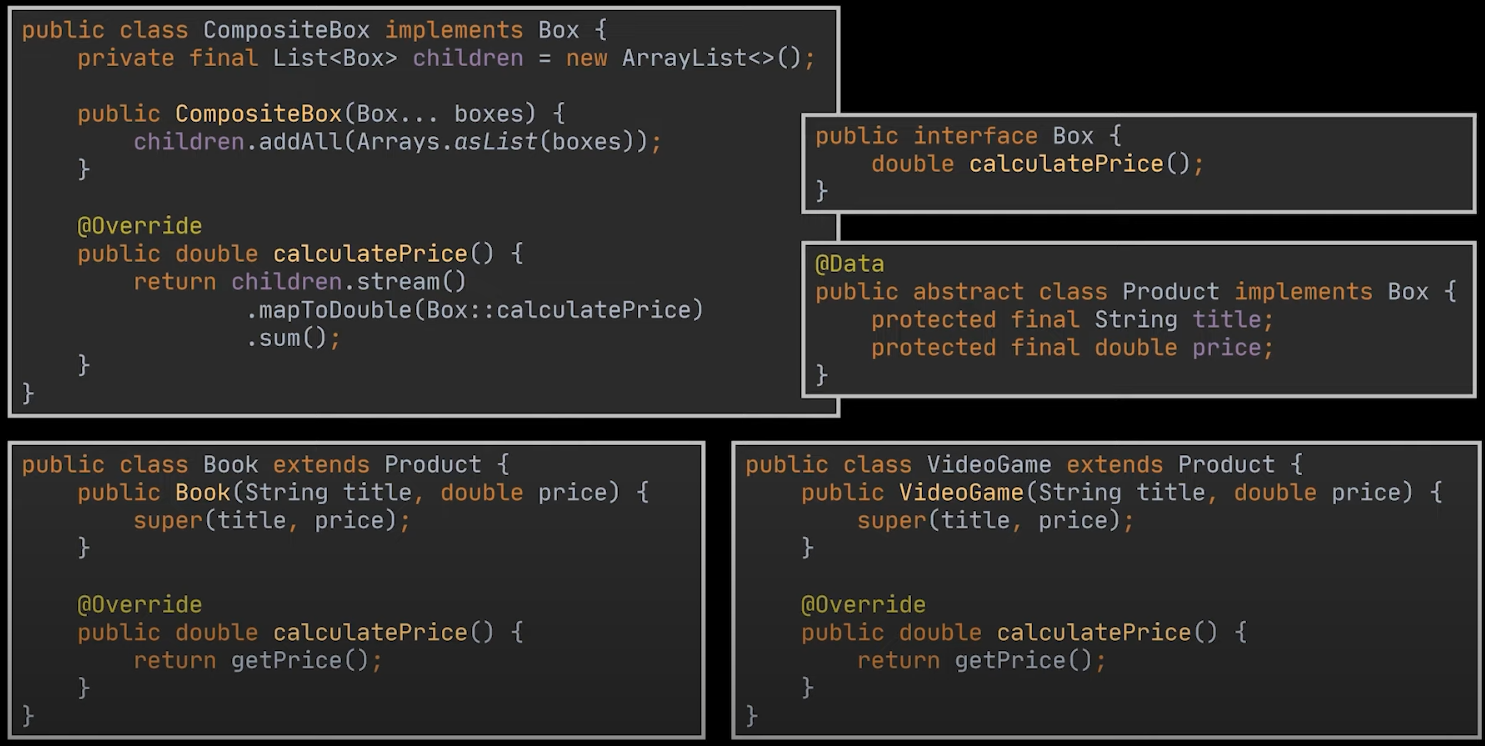 public class CompositeBox implements Box {
    private final List<Box> children = new ArrayList<>();

    public CompositeBox(Box... boxes) {
        children.addAll(Arrays.asList(boxes));
    }

    @Override
    public double calculatePrice() {
        return children.stream()
                .mapToDouble(Box::calculatePrice)
                .sum();
    }
}

public interface Box {
    double calculatePrice();
}

@Data
public abstract class Product implements Box {
    protected final String title;
    protected final double price;
}

public class Book extends Product {
    public Book(String title, double price) {
        super(title, price);
    }

    @Override
    public double calculatePrice() {
        return getPrice();
    }
}

public class VideoGame extends Product {
    public VideoGame(String title, double price) {
        super(title, price);
    }

    @Override
    public double calculatePrice() {
        return getPrice();
    }
}